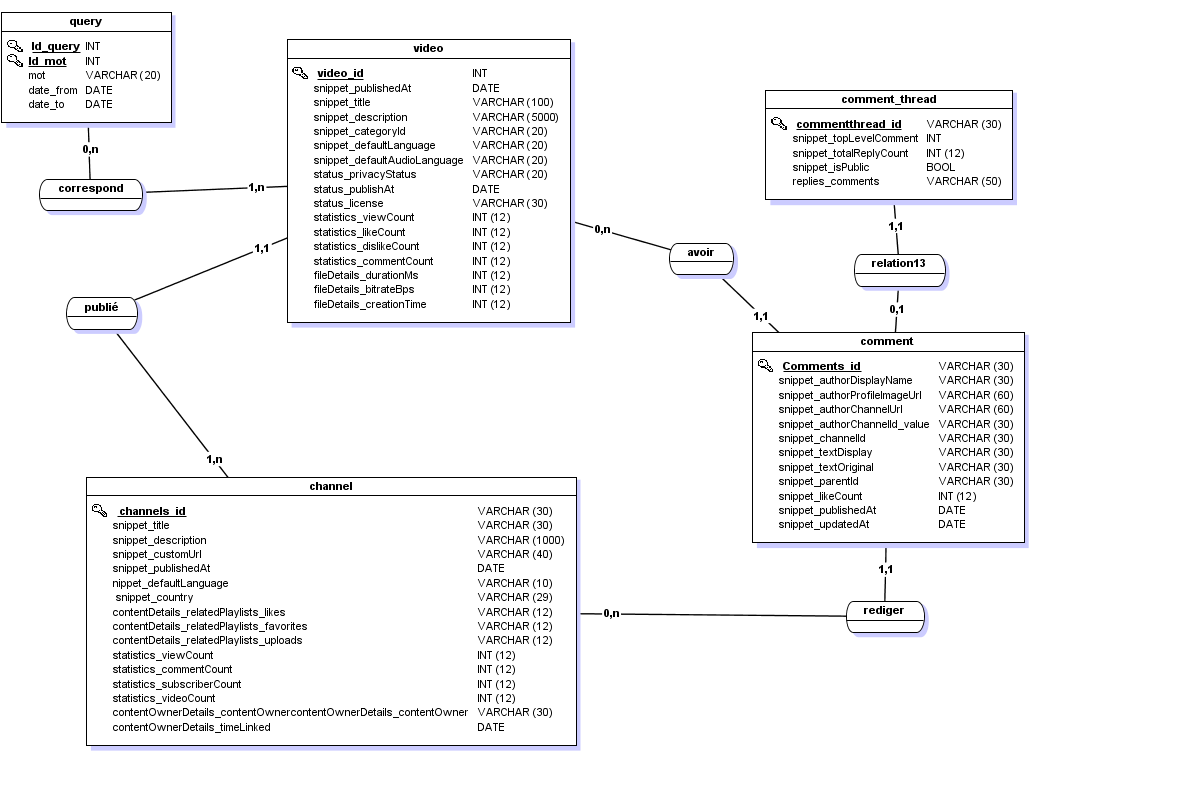 query
Id_query INT
Id_mot INT
mot VARCHAR (20)
date_from DATE
date_to DATE
0,n
correspond
1,n
video
video_id INT
snippet_publishedAt DATE
snippet_title VARCHAR (100)
snippet_description VARCHAR (5000)
snippet_categoryId VARCHAR (20)
snippet_defaultLanguage VARCHAR (20)
snippet_defaultAudioLanguage VARCHAR (20)
status_privacyStatus VARCHAR (20)
status_publishAt DATE
status_license VARCHAR (30)
statistics_viewCount INT (12)
statistics_likeCount INT (12)
statistics_dislikeCount INT (12)
statistics_commentCount INT (12)
fileDetails_durationMs INT (12)
fileDetails_bitrateBps INT (12)
fileDetails_creationTime INT (12)
1,1
publié
1,n
0,n
avoir
1,1
comment_thread
commentthread_id VARCHAR (30)
snippet_topLevelComment INT
snippet_totalReplyCount INT (12)
snippet_isPublic BOOL
replies_comments VARCHAR (50)
1,1
relation13
0,1
comment
Comments_id VARCHAR (30)
snippet_authorDisplayName VARCHAR (30)
snippet_authorProfileImageUrl VARCHAR (60)
snippet_authorChannelUrl VARCHAR (60)
snippet_authorChannelId_value VARCHAR (30)
snippet_channelId VARCHAR (30)
snippet_textDisplay VARCHAR (30)
snippet_textOriginal VARCHAR (30)
snippet_parentId VARCHAR (30)
snippet_likeCount INT (12)
snippet_publishedAt DATE
snippet_updatedAt DATE
1,1
rediger
0,n
channel
channels_id VARCHAR (30)
snippet_title VARCHAR (30)
snippet_description VARCHAR (1000)
snippet_customUrl VARCHAR (40)
snippet_publishedAt DATE
nippet_defaultLanguage VARCHAR (10)
snippet_country VARCHAR (29)
contentDetails_relatedPlaylists_likes VARCHAR (12)
contentDetails_relatedPlaylists_favorites VARCHAR (12)
contentDetails_relatedPlaylists_uploads VARCHAR (12)
statistics_viewCount INT (12)
statistics_commentCount INT (12)
statistics_subscriberCount INT (12)
statistics_videoCount INT (12)
contentOwnerDetails_contentOwnercontentOwnerDetails_contentOwner VARCHAR (30)
contentOwnerDetails_timeLinked DATE